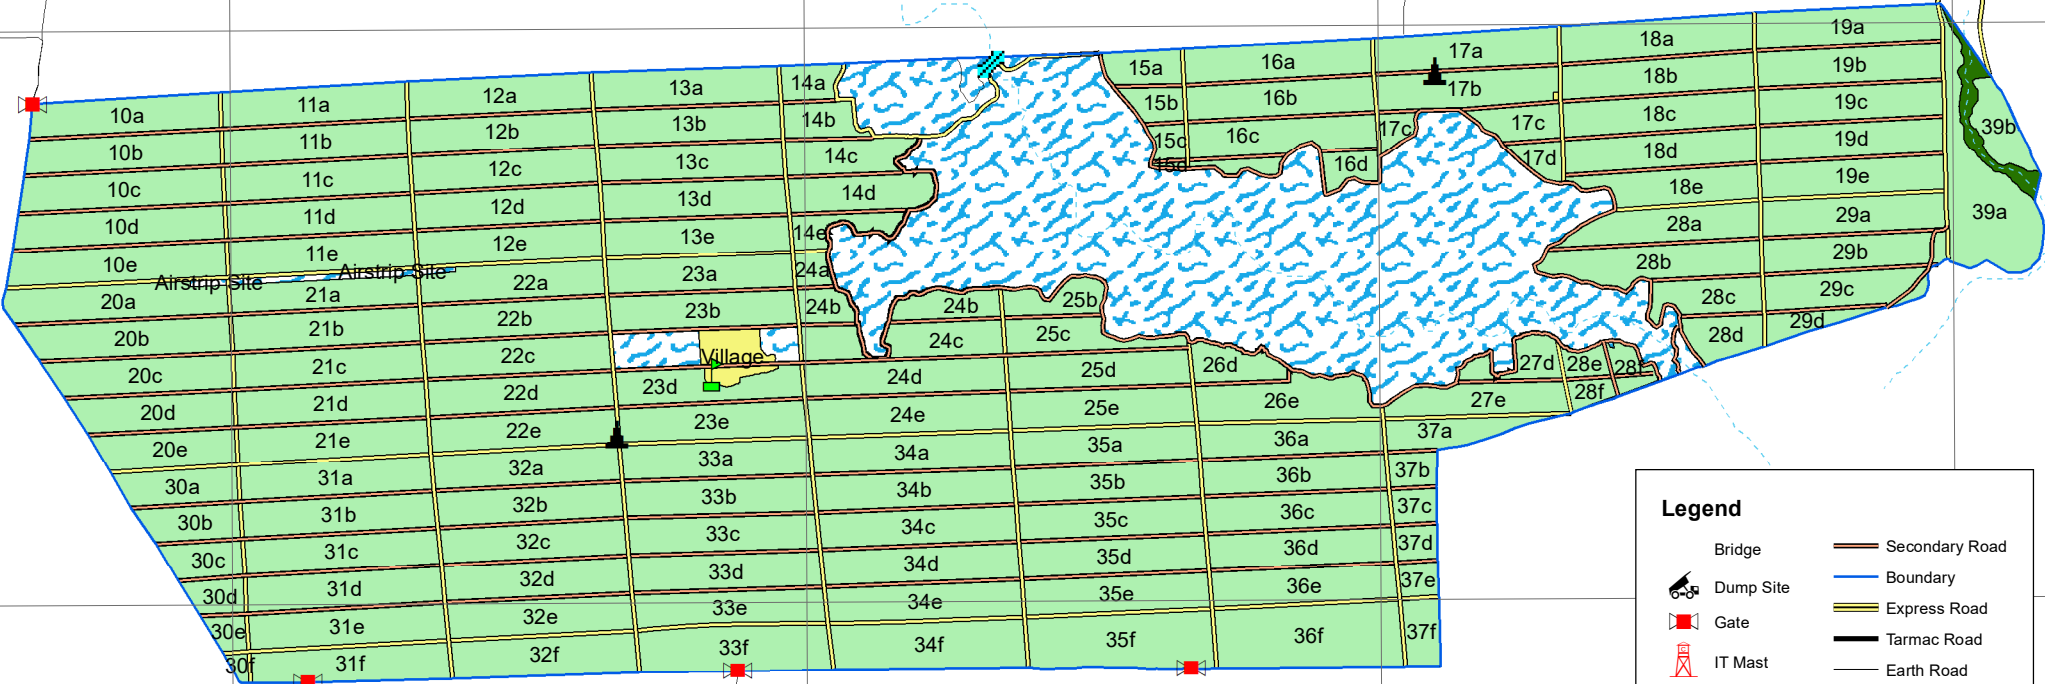 10a 11a 12a 13a 14a 15a 16a 17a 18a 19a
10b 11b 12b 13b 14b 15b 16b 17b 18b 19b
10c 11c 12c 13c 14c 15c 16c 17c 17c 18c 19c 39b
10d 11d 12d 13d 14d 15d 16d 17d 18d 19d
10e 11e 12e 13e 14e 18e 19e 39a
Airstrip Site Airstrip Site
20a 21a 22a 23a 24a 28a 29a
20b 21b 22b 23b 24b 24b 25b 28b 29b
20c 21c 22c Village 24c 25c 28c 29c
20d 21d 22d 23d 24d 25d 26d 27d 28e 28f 28d 29d
20e 21e 22e 23e 24e 25e 26e 27e 28f
30a 31a 32a 33a 34a 35a 36a 37a
30b 31b 32b 33b 34b 35b 36b 37b
30c 31c 32c 33c 34c 35c 36c 37c
30d 31d 32d 33d 34d 35d 36d 37d
30e 31e 32e 33e 34e 35e 36e 37e
30f 31f 32f 33f 34f 35f 36f 37f
Legend
Bridge
Dump Site
Gate
IT Mast
Secondary Road
Boundary
Express Road
Tarmac Road
Earth Road